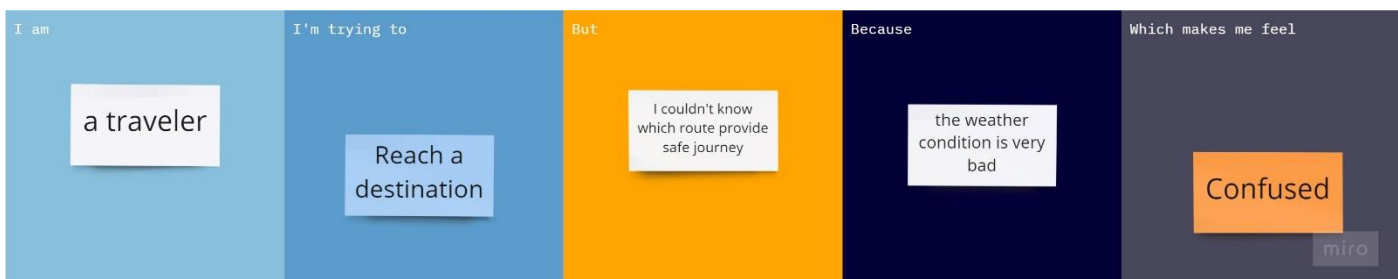 I am
a traveler
I'm trying to
Reach a
destination
But
I couldn't know
which route provide
safe journey
Because
the weather
condition is very
bad
Which makes me feel
Confused
miro